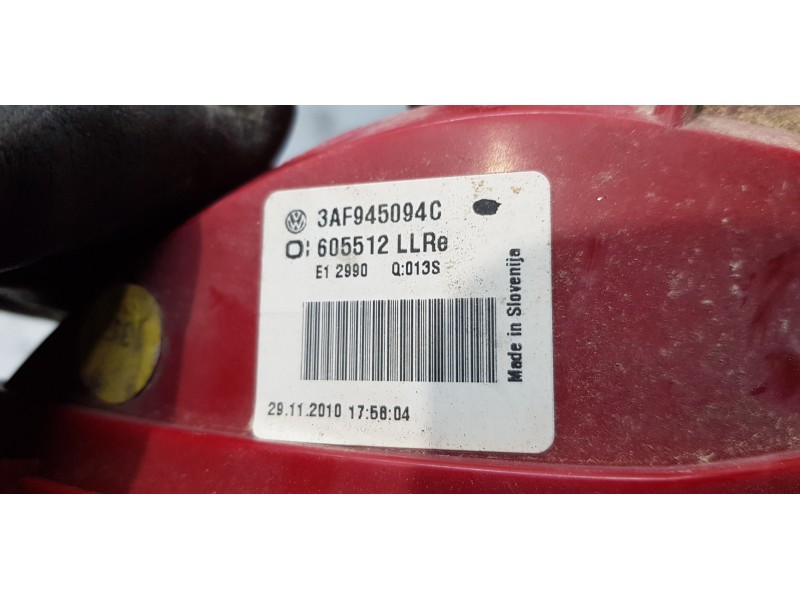 3AF945094C
605512 LLRe
E1 2990 Q:013S
Made in Slovenija
29.11.2010 17:56:04